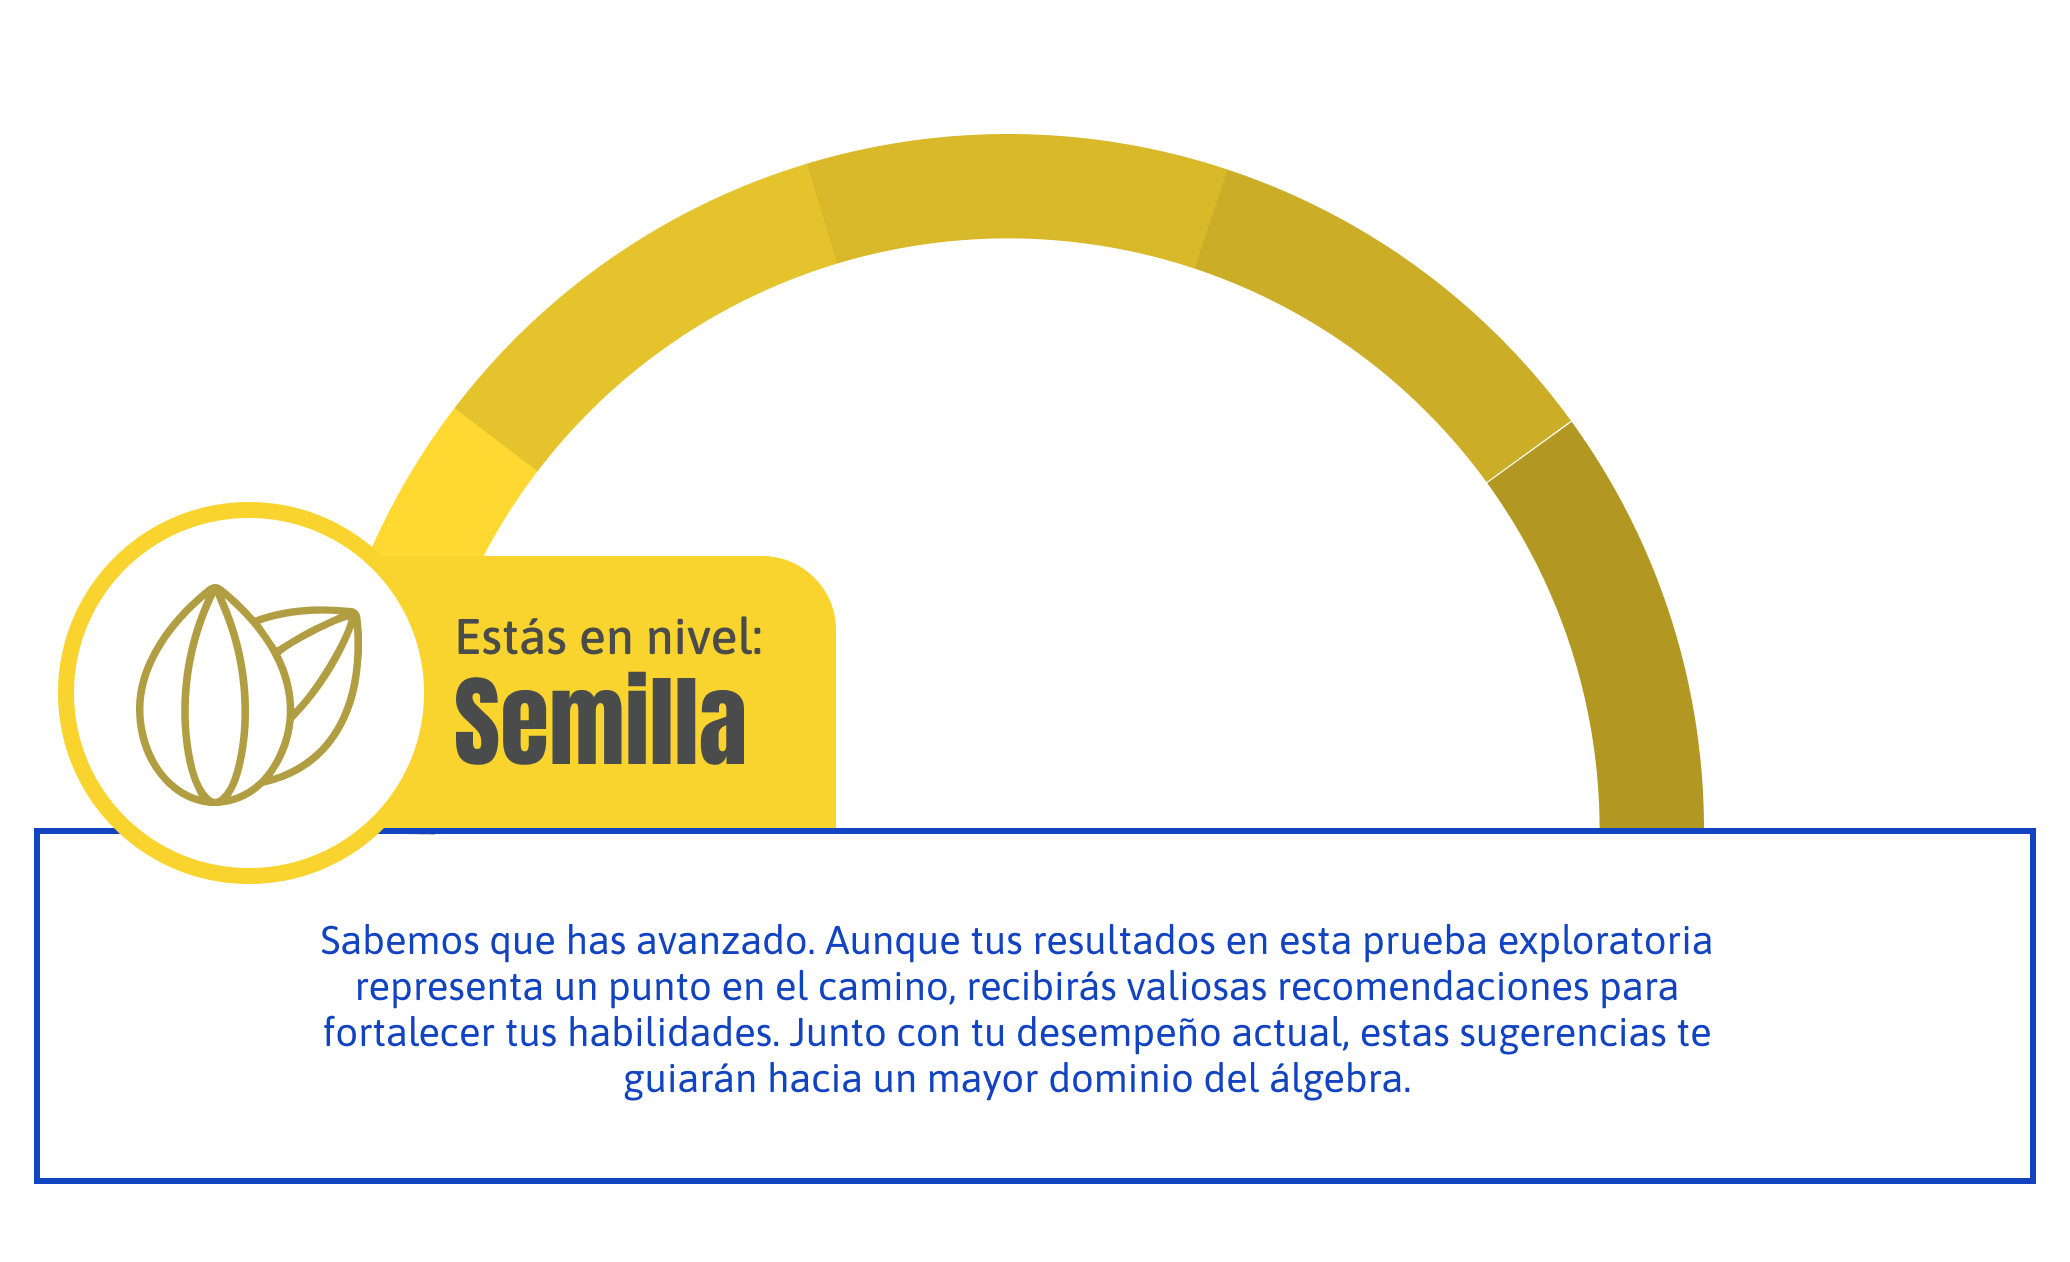 Estás en nivel:
Semilla
Sabemos que has avanzado. Aunque tus resultados en esta prueba exploratoria
representa un punto en el camino, recibirás valiosas recomendaciones para
fortalecer tus habilidades. Junto con tu desempeño actual, estas sugerencias te
guiarán hacia un mayor dominio del álgebra.